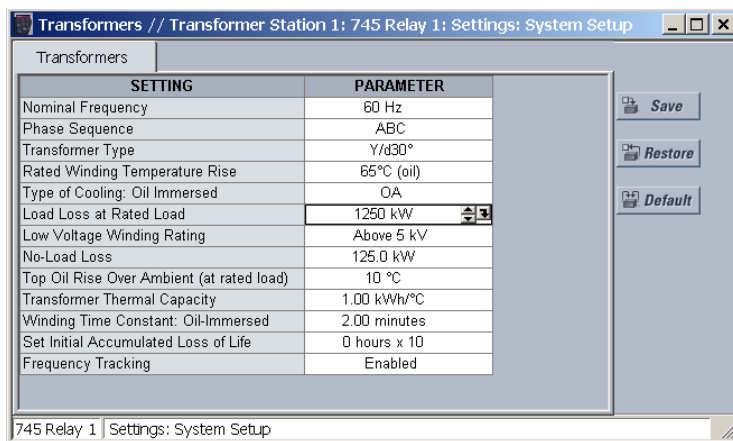 Transformers // Transformer Station 1: 745 Relay 1: Settings: System Setup
Transformers
SETTING PARAMETER
Nominal Frequency 60 Hz
Phase Sequence ABC
Transformer Type Y/d30°
Rated Winding Temperature Rise 65°C (oil)
Type of Cooling: Oil Immersed OA
Load Loss at Rated Load 1250 kW
Low Voltage Winding Rating Above 5 kV
No-Load Loss 125.0 kW
Top Oil Rise Over Ambient (at rated load) 10 °C
Transformer Thermal Capacity 1.00 kWh/°C
Winding Time Constant: Oil-Immersed 2.00 minutes
Set Initial Accumulated Loss of Life 0 hours x 10
Frequency Tracking Enabled
Save
Restore
Default
745 Relay 1 Settings: System Setup